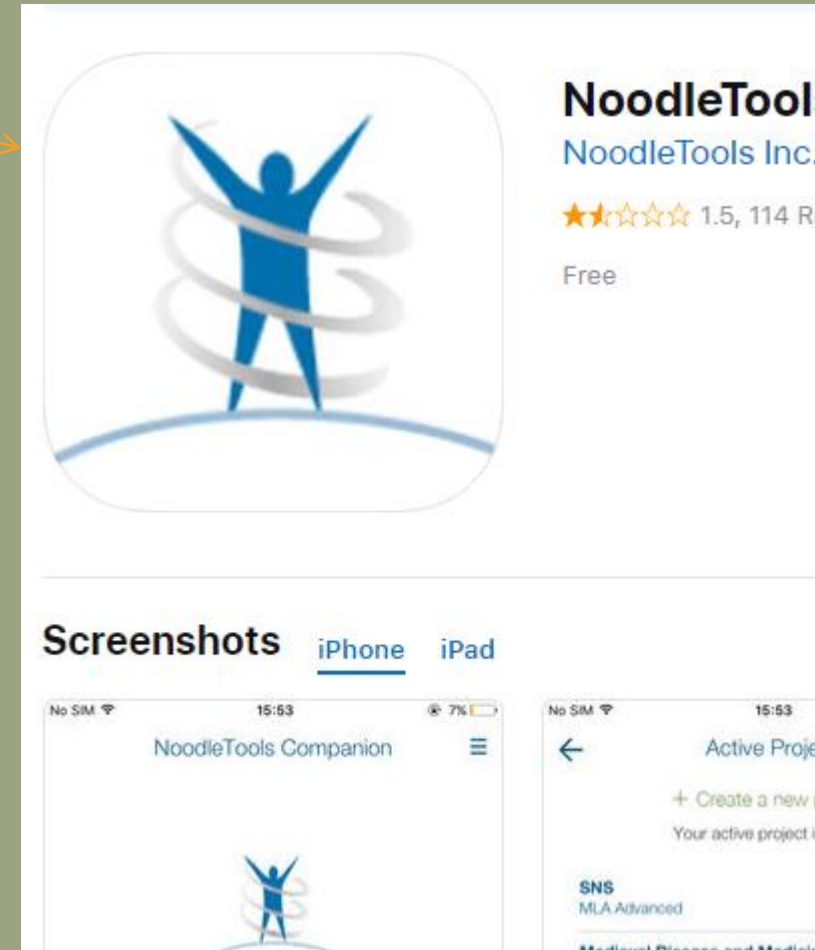 NoodleTools
NoodleTools Inc.
1.5, 114 R
Free
Screenshots iPhone iPad
No SIM 15:53 7%
NoodleTools Companion
No SIM 15:53
Active Proje
+ Create a new
Your active project i
SNS
MLA Advanced